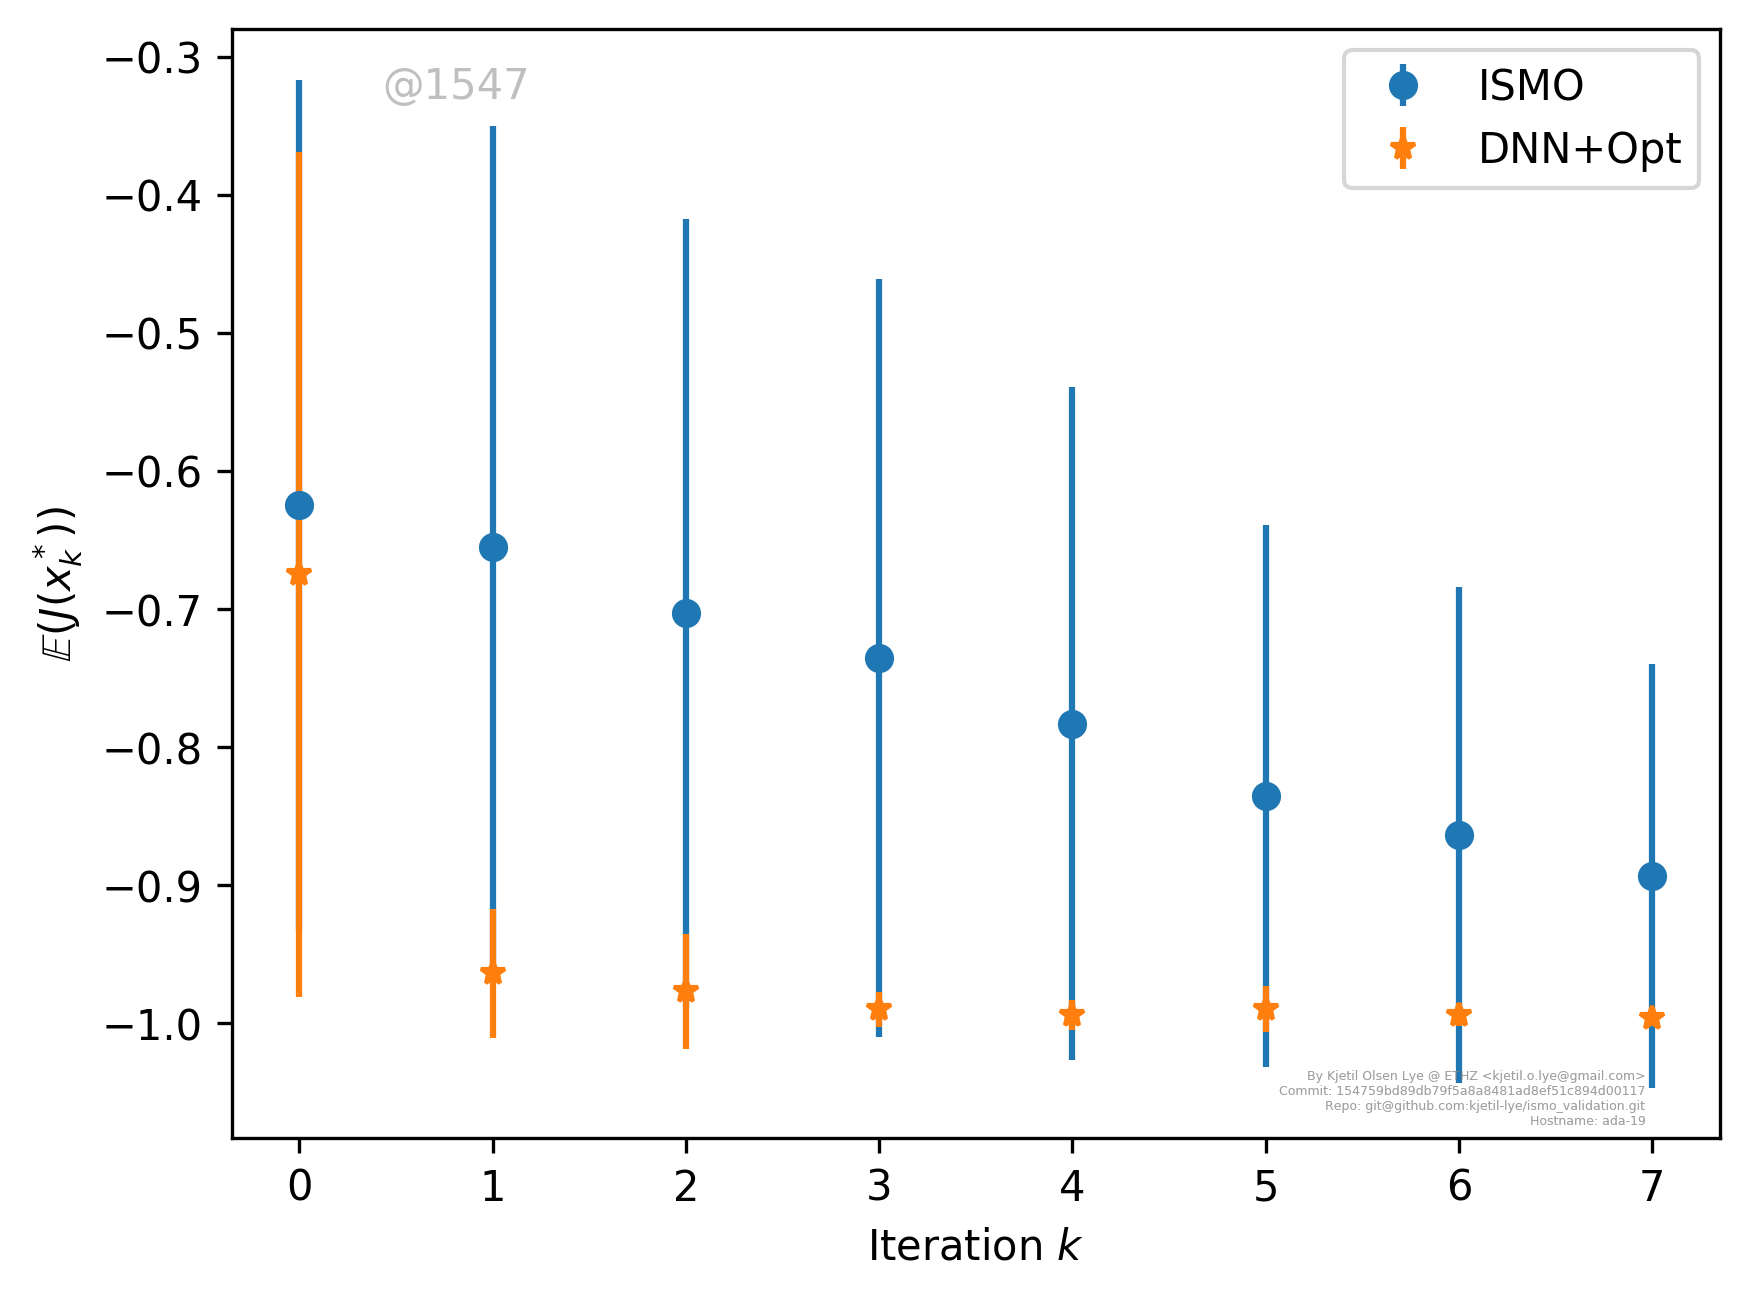 @1547
ISMO
DNN+Opt
−0.3
−0.4
−0.5
−0.6
−0.7
−0.8
−0.9
−1.0
𝔼(J(x*k))
By Kjetil Olsen Lye @ ETHZ <kjetil.o.lye@gmail.com>
Commit: 154759bd89db79f5a8a8481ad8ef51c894d00117
Repo: git@github.com:kjetil-lye/ismo_validation.git
Hostname: ada-19
0 1 2 3 4 5 6 7
Iteration k